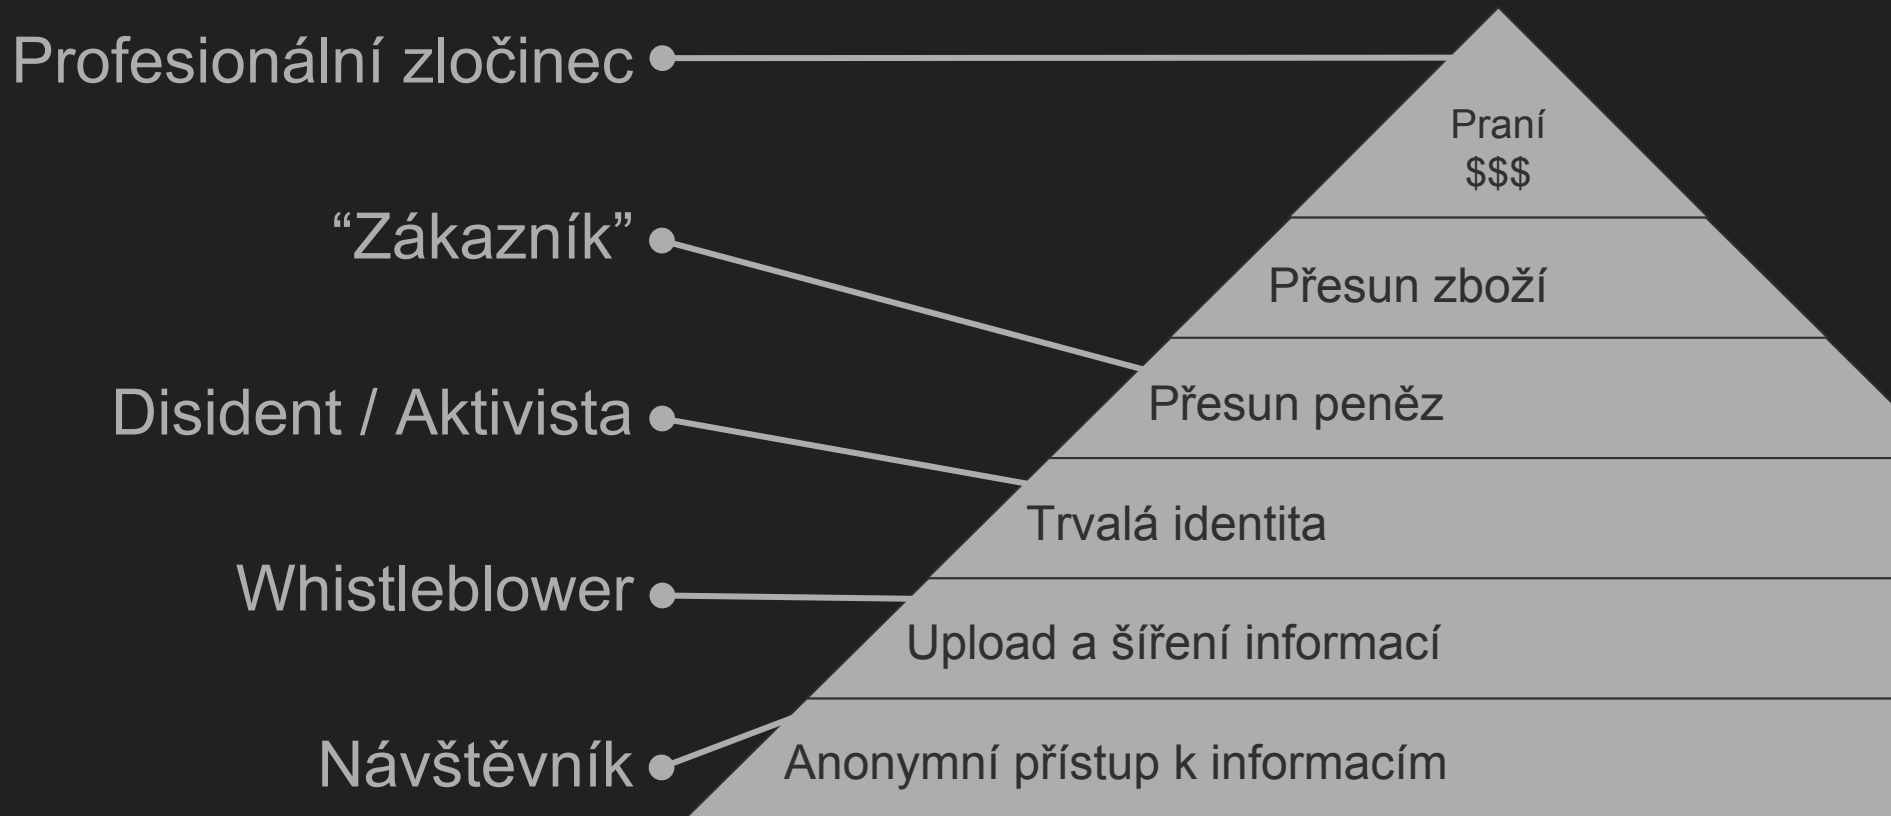 Profesionální zločinec
Praní
$$$
“Zákazník”
Přesun zboží
Přesun peněz
Disident / Aktivista
Trvalá identita
Whistleblower
Upload a šíření informací
Návštěvník
Anonymní přístup k informacím